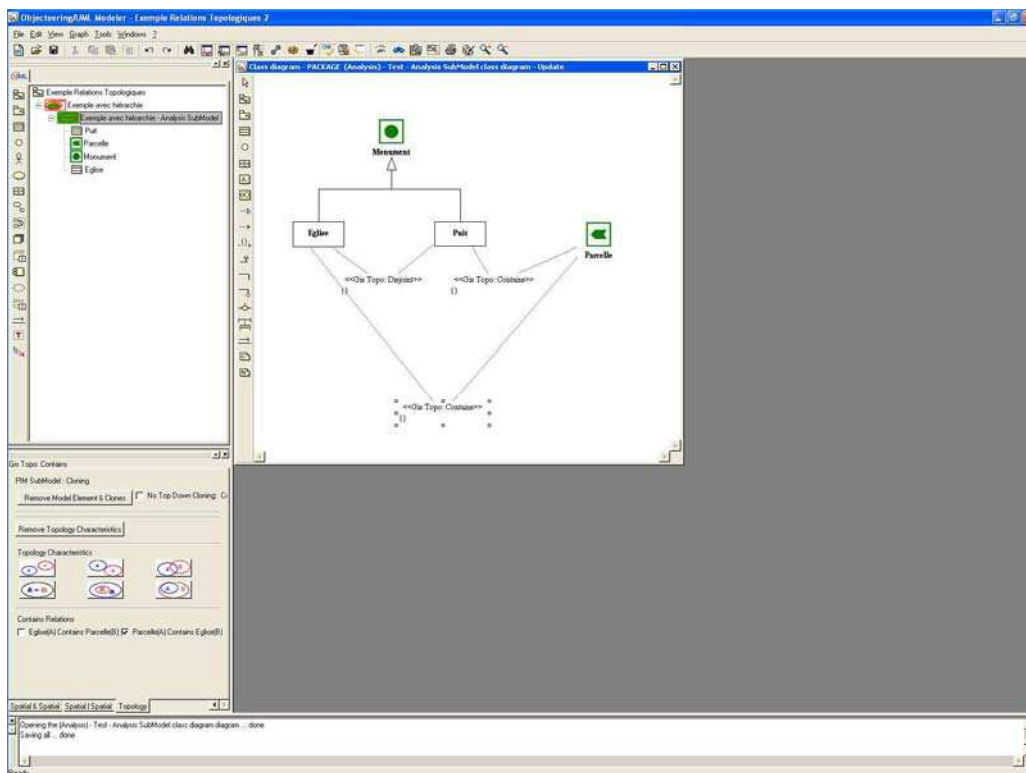 Objecteering/UML Modeler - Exemple Relations Topologiques 2
File Edit View Graph Tools Windows ?
Class diagram - PACKAGE (Analysis) - Test - Analysis SubModel class diagram - Update
Exemple Relations Topologiques
Exemple avec hiérarchie
Exemple avec hiérarchie - Analysis SubModel
Puit
Parcelle
Monument
Eglise
Monument
Eglise
Puit
Parcelle
<<Gis Topo: Disjoint>>
{}
<<Gis Topo: Contains>>
{}
<<Gis Topo: Contains>>
{}
Gis Topo: Contains
PIM SubModel : Cloning
Remove Model Element & Clones
No Top Down Cloning:
Remove Topology Characteristics
Topology Characteristics
Contains Relations
Eglise(A) Contains Parcelle(B)
Parcelle(A) Contains Eglise(B)
Spatial & Spatial
Spatial | Spatial
Topology
Opening the (Analysis) - Test - Analysis SubModel class diagram diagram ... done
Saving all ... done